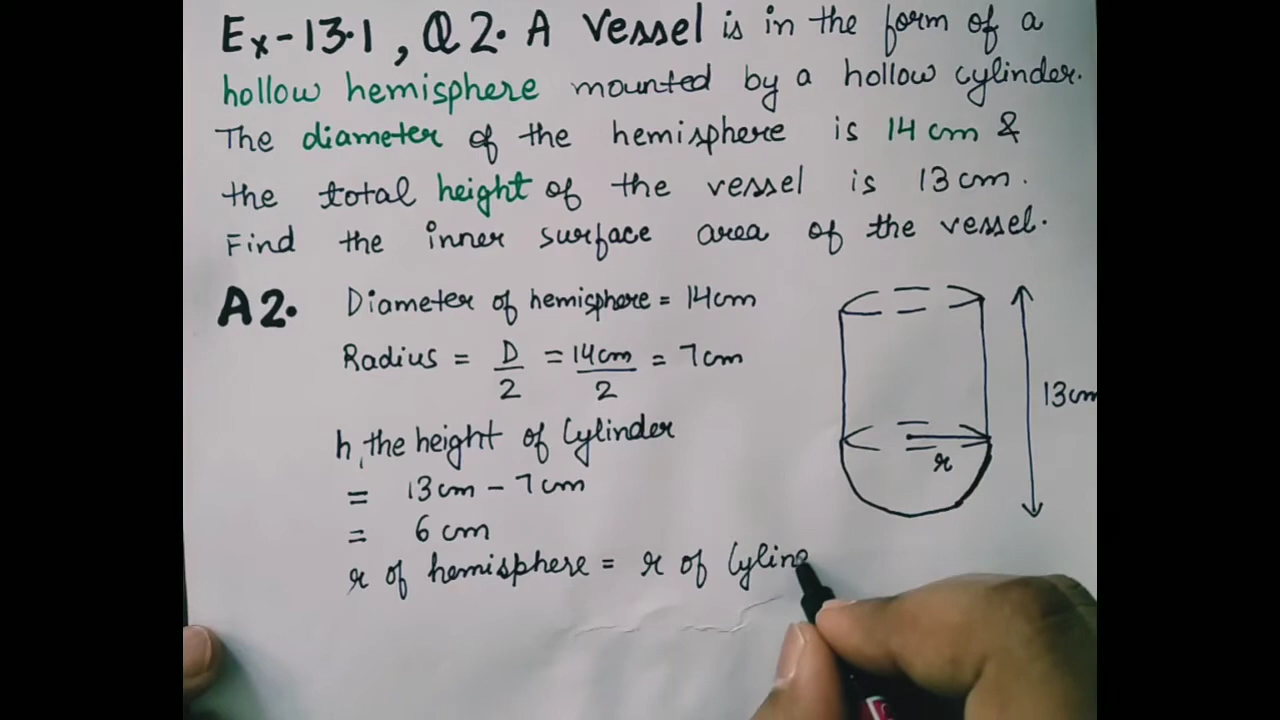 Ex-13.1, Q2. A Vessel is in the form of a
hollow hemisphere mounted by a hollow cylinder.
The diameter of the hemisphere is 14 cm &
the total height of the vessel is 13 cm.
Find the inner surface area of the vessel.
A2. Diameter of hemisphere = 14cm
Radius = D/2 = 14cm/2 = 7cm
h, the height of Cylinder
= 13cm - 7cm
= 6 cm
r of hemisphere = r of Cylin
13cm
r